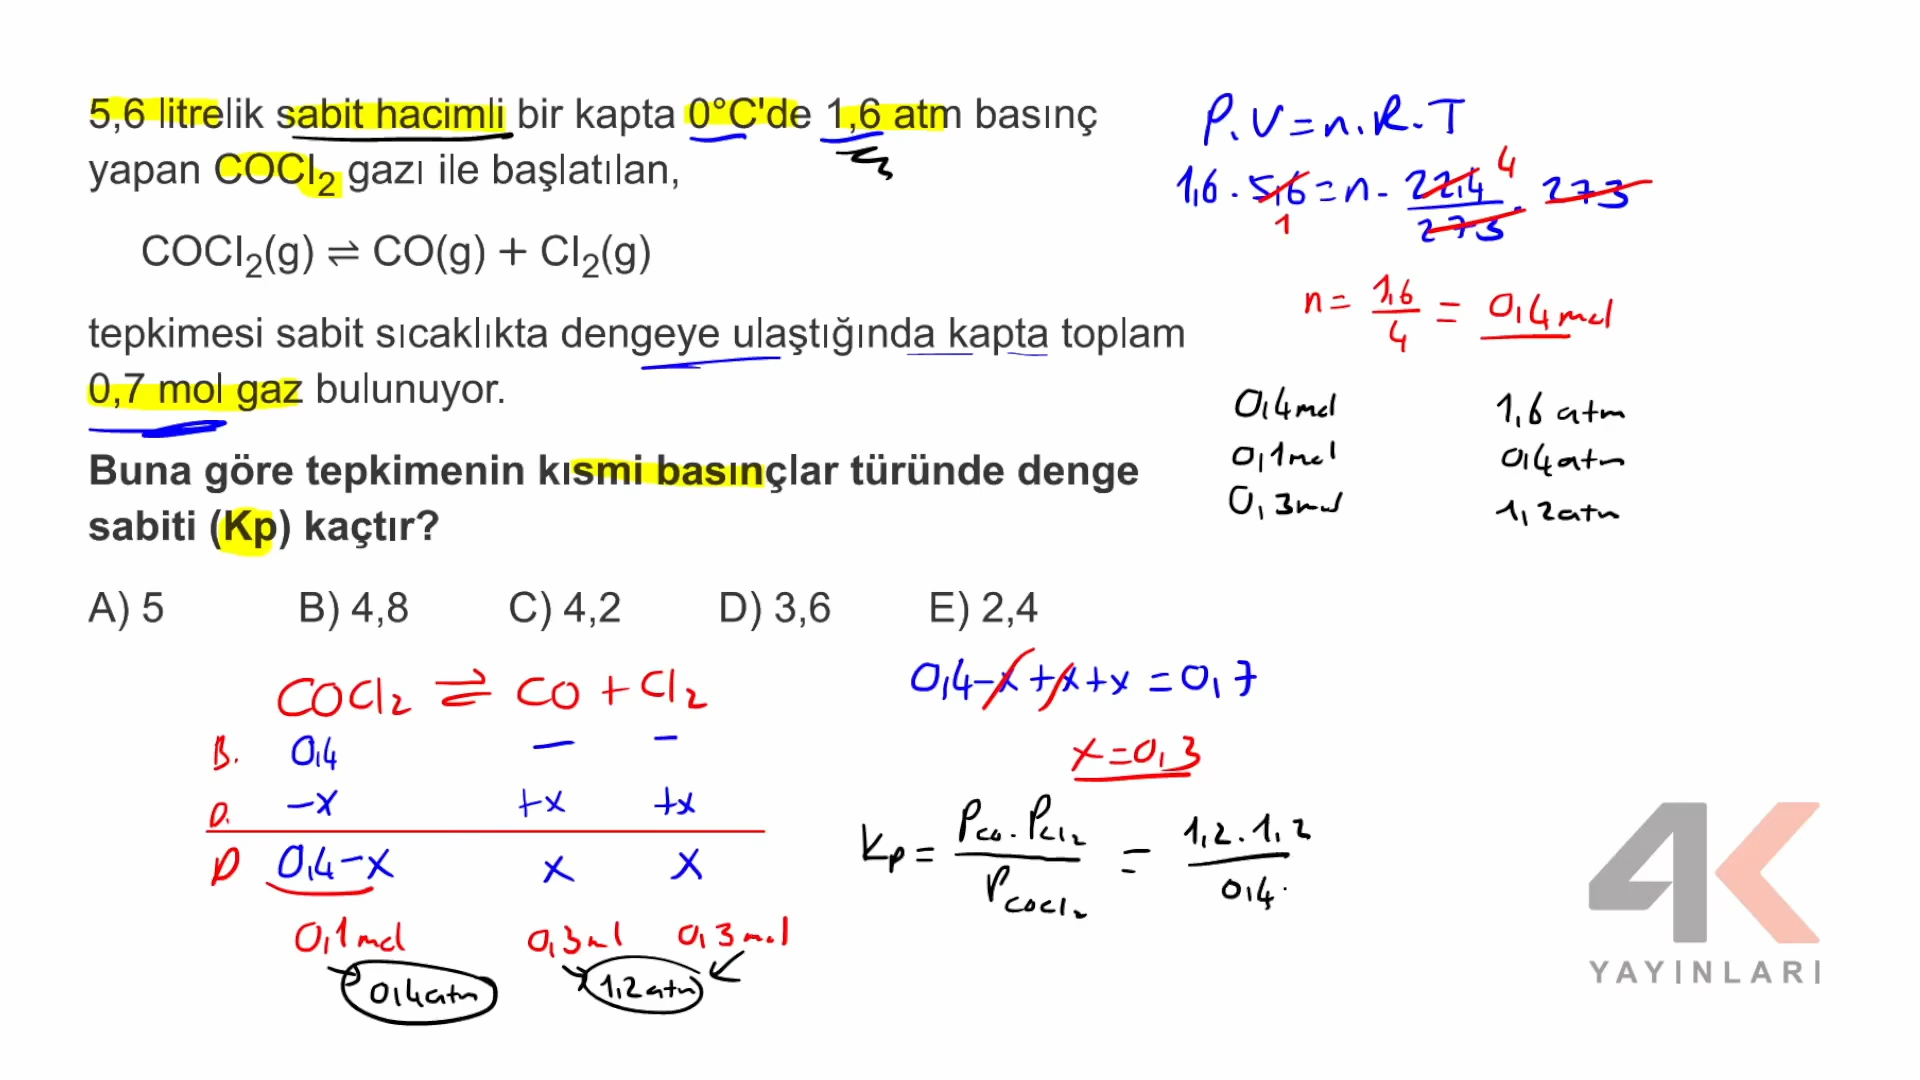 5,6 litrelik sabit hacimli bir kapta 0°C'de 1,6 atm basınç
yapan COCl₂ gazı ile başlatılan,
COCl₂(g) ⇌ CO(g) + Cl₂(g)
tepkimesi sabit sıcaklıkta dengeye ulaştığında kapta toplam
0,7 mol gaz bulunuyor.
Buna göre tepkimenin kısmi basınçlar türünde denge
sabiti (Kp) kaçtır?
A) 5 B) 4,8 C) 4,2 D) 3,6 E) 2,4
P.V=n.R.T
1,6 . 5,6 = n . 22,4/273 . 273
1 4
n = 1,6/4 = 0,4 mol
0,4 mol 1,6 atm
0,1 mol 0,4 atm
0,3 mol 1,2 atm
COCl₂ ⇌ CO + Cl₂
B. 0,4 – –
D. –x +x +x
D 0,4–x x x
0,1 mol 0,3 mol 0,3 mol
0,4 atm 1,2 atm
0,4–x+x+x=0,7
x=0,3
Kp = PCO . PCl₂ / PCOCl₂ = 1,2 . 1,2 / 0,4
4K
YAYINLARI